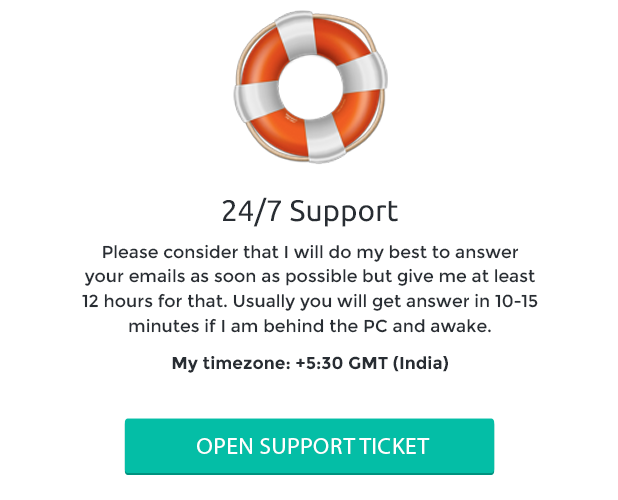 24/7 Support
Please consider that I will do my best to answer
your emails as soon as possible but give me at least
12 hours for that. Usually you will get answer in 10-15
minutes if I am behind the PC and awake.
My timezone: +5:30 GMT (India)
OPEN SUPPORT TICKET